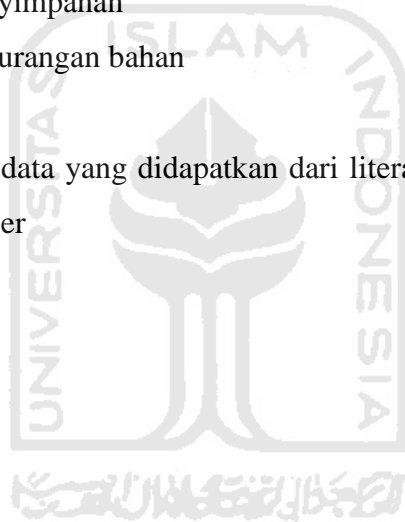 yimpanan
urangan bahan
ISLAM
UNIVERSITAS
INDONESIA
data yang didapatkan dari litera
er